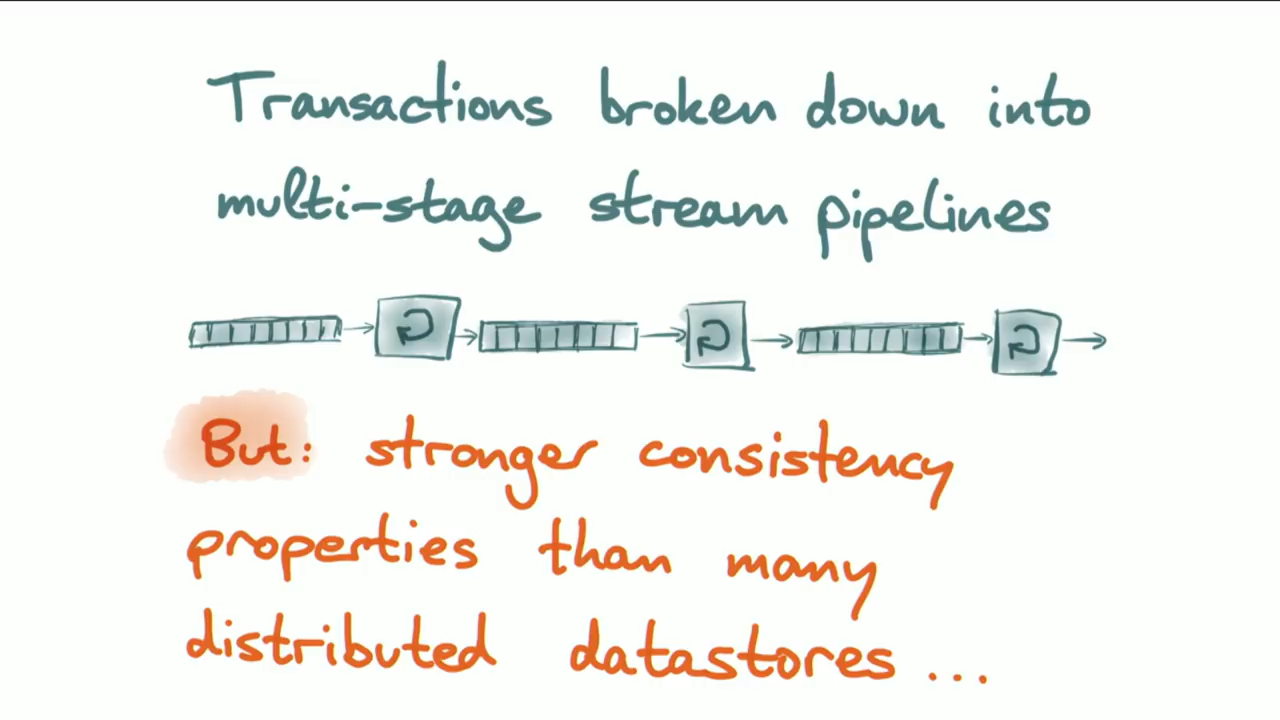 Transactions broken down into
multi-stage stream pipelines
But: stronger consistency
properties than many
distributed datastores ...